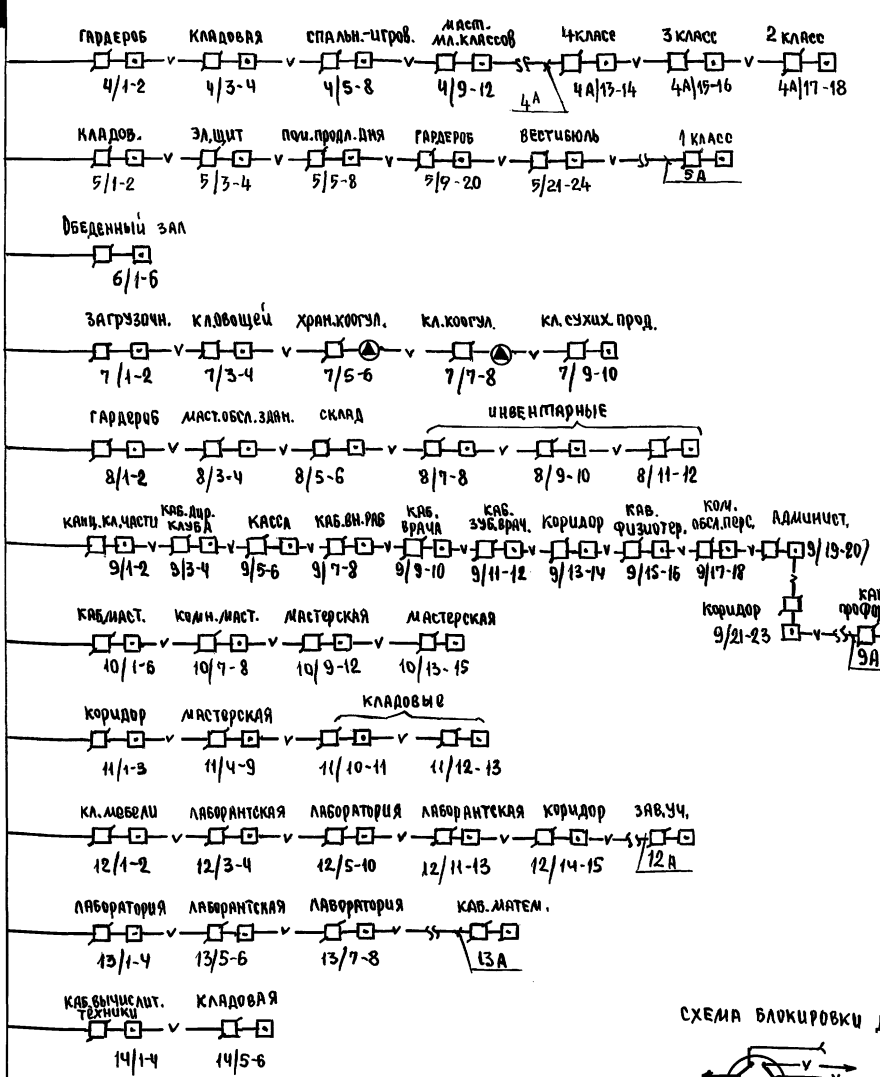 ГАРДЕРОБ КЛАДОВАЯ СПАЛЬН.-ИГРОВ. МАСТ. МЛ.КЛАССОВ 4КЛАСС 3 КЛАСС 2 КЛАСС
4/1-2 4/3-4 4/5-8 4/9-12 4А 4А/13-14 4А/15-16 4А/17-18
КЛАДОВ. ЭЛ.ЩИТ ПОМ.ПРОДЛ.ДНЯ ГАРДЕРОБ ВЕСТИБЮЛЬ 1 КЛАСС
5/1-2 5/3-4 5/5-8 5/9-20 5/21-24 5А
ОБЕДЕННЫЙ ЗАЛ
6/1-6
ЗАГРУЗОЧН. КЛ.ОВОЩЕЙ ХРАН.КООГУЛ. КЛ.КООГУЛ. КЛ.СУХИХ.ПРОД.
7/1-2 7/3-4 7/5-6 7/7-8 7/9-10
ГАРДЕРОБ МАСТ.ОБСЛ.ЗДАН. СКЛАД ИНВЕНТАРНЫЕ
8/1-2 8/3-4 8/5-6 8/7-8 8/9-10 8/11-12
КАНЦ.КЛ.ЧАСТИ КАБ.ДИР. КЛУБА КАССА КАБ.ВН.РАБ КАБ. ВРАЧА КАБ. ЗУБ.ВРАЧ. КОРИДОР КАБ. ФИЗИОТЕР. КОМ. ОБСЛ.ПЕРС. АДМИНИСТ.
9/1-2 9/3-4 9/5-6 9/7-8 9/9-10 9/11-12 9/13-14 9/15-16 9/17-18 9/19-20
КОРИДОР
9/21-23 9А
КАБ.МАСТ. КОМН.МАСТ. МАСТЕРСКАЯ МАСТЕРСКАЯ
10/1-6 10/7-8 10/9-12 10/13-15
КОРИДОР МАСТЕРСКАЯ КЛАДОВЫЕ
11/1-3 11/4-9 11/10-11 11/12-13
КЛ.МЕБЕЛИ ЛАБОРАНТСКАЯ ЛАБОРАТОРИЯ ЛАБОРАНТСКАЯ КОРИДОР ЗАВ.УЧ.
12/1-2 12/3-4 12/5-10 12/11-13 12/14-15 12А
ЛАБОРАТОРИЯ ЛАБОРАНТСКАЯ ЛАБОРАТОРИЯ КАБ.МАТЕМ.
13/1-4 13/5-6 13/7-8 13А
КАБ.ВЫЧИСЛИТ. ТЕХНИКИ КЛАДОВАЯ
14/1-4 14/5-6
СХЕМА БЛОКИРОВКИ